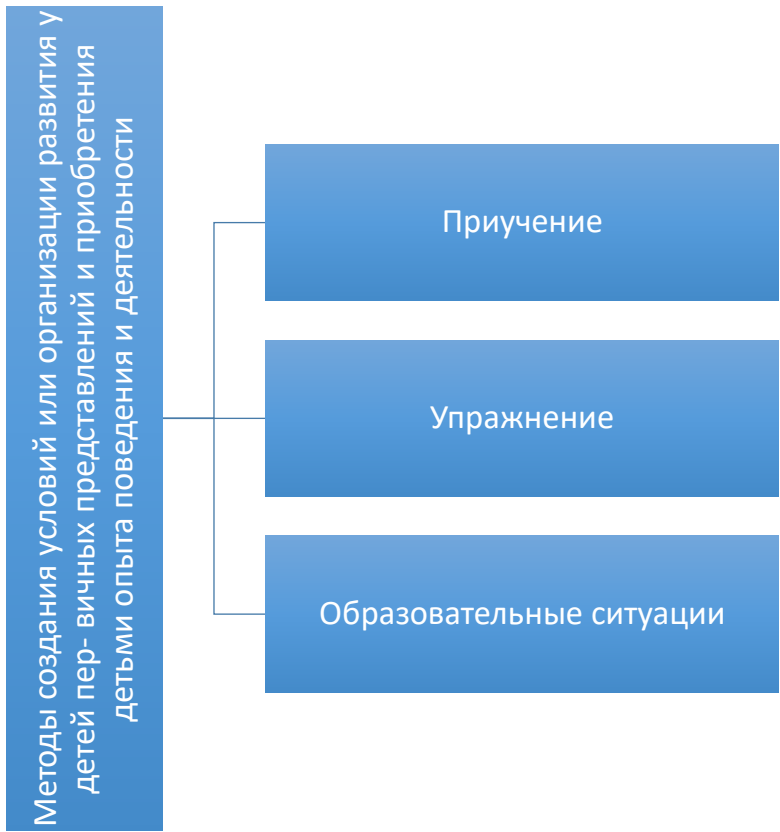 Методы создания условий или организации развития у
детей пер- вичных представлений и приобретения
детьми опыта поведения и деятельности
Приучение
Упражнение
Образовательные ситуации